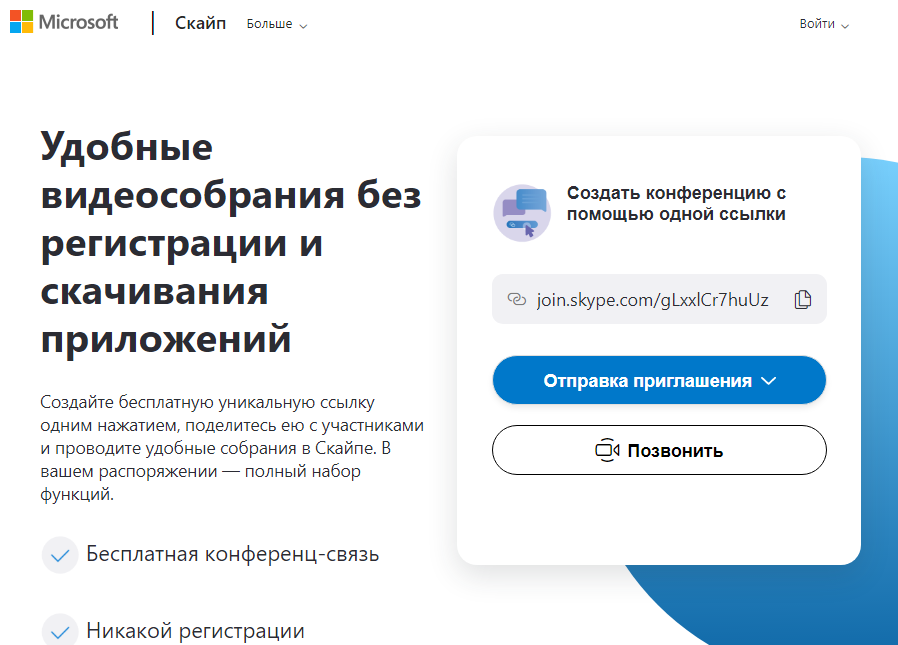 Microsoft
Скайп
Больше
Войти
Удобные
видеособрания без
регистрации и
скачивания
приложений
Создайте бесплатную уникальную ссылку
одним нажатием, поделитесь ею с участниками
и проводите удобные собрания в Скайпе. В
вашем распоряжении — полный набор
функций.
Бесплатная конференц-связь
Никакой регистрации
Создать конференцию с
помощью одной ссылки
join.skype.com/gLxxlCr7huUz
Отправка приглашения
Позвонить